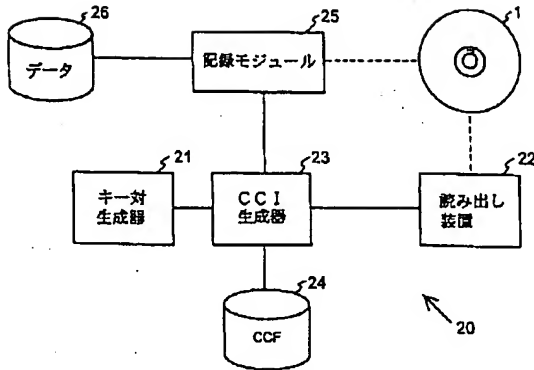 26
25
1
データ
記録モジュール
21
23
22
キー対
生成器
CCI
生成器
読み出し
装置
24
CCF
20